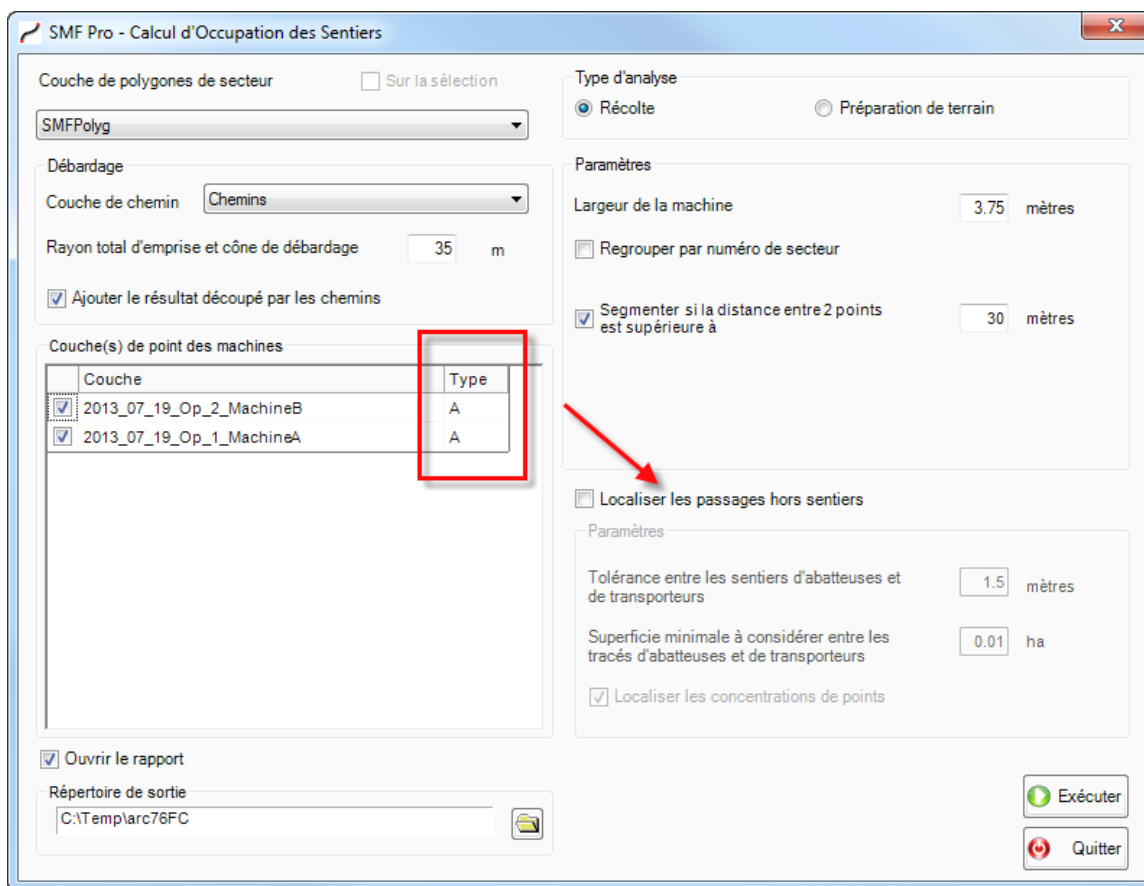 SMF Pro - Calcul d'Occupation des Sentiers
Couche de polygones de secteur
Sur la sélection
SMFPolyg
Débardage
Couche de chemin
Chemins
Rayon total d'emprise et cône de débardage
35
m
Ajouter le résultat découpé par les chemins
Couche(s) de point des machines
Couche
Type
2013_07_19_Op_2_MachineB
A
2013_07_19_Op_1_MachineA
A
Ouvrir le rapport
Répertoire de sortie
C:\Temp\arc76FC
Type d'analyse
Récolte
Préparation de terrain
Paramètres
Largeur de la machine
3.75
mètres
Regrouper par numéro de secteur
Segmenter si la distance entre 2 points
est supérieure à
30
mètres
Localiser les passages hors sentiers
Paramètres
Tolérance entre les sentiers d'abatteuses et
de transporteurs
1.5
mètres
Superficie minimale à considérer entre les
tracés d'abatteuses et de transporteurs
0.01
ha
Localiser les concentrations de points
Exécuter
Quitter